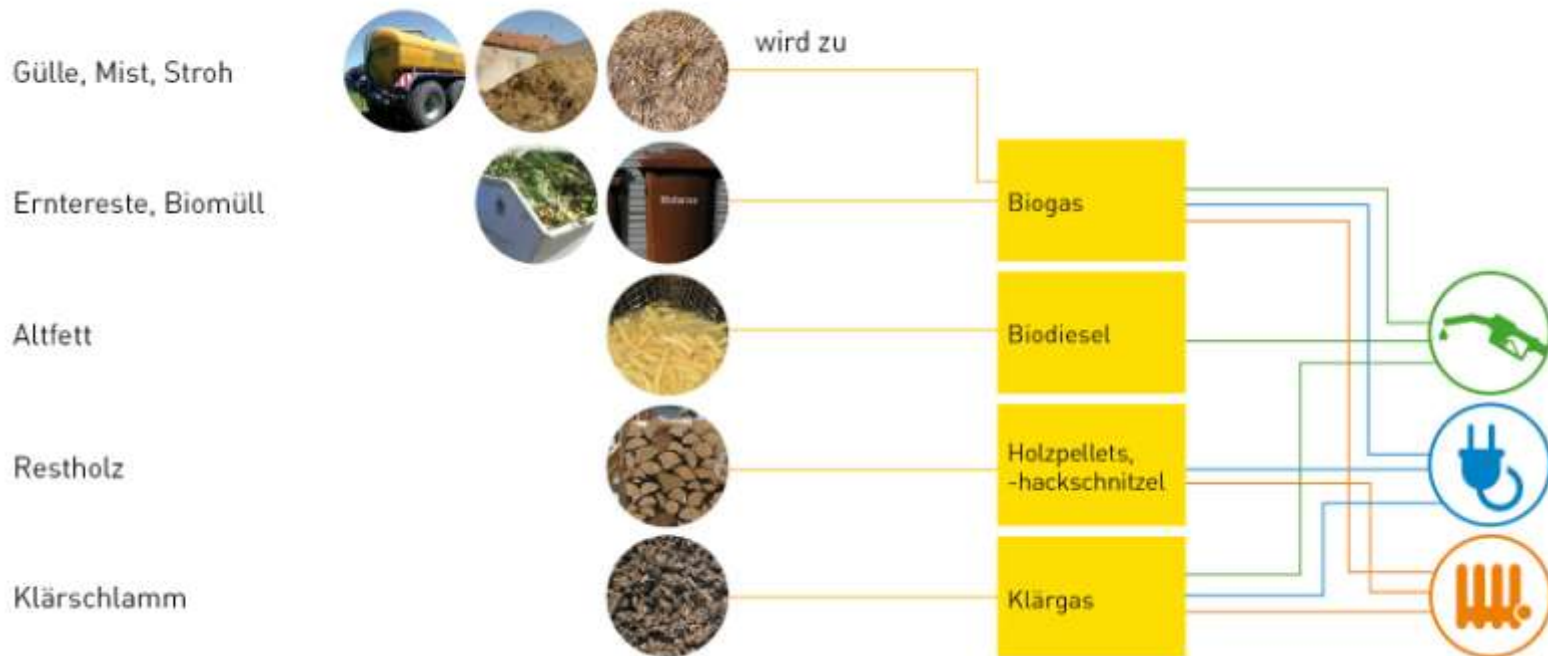 Gülle, Mist, Stroh
wird zu
Erntereste, Biomüll
Biogas
Altfett
Biodiesel
Restholz
Holzpellets,
-hackschnitzel
Klärschlamm
Klärgas